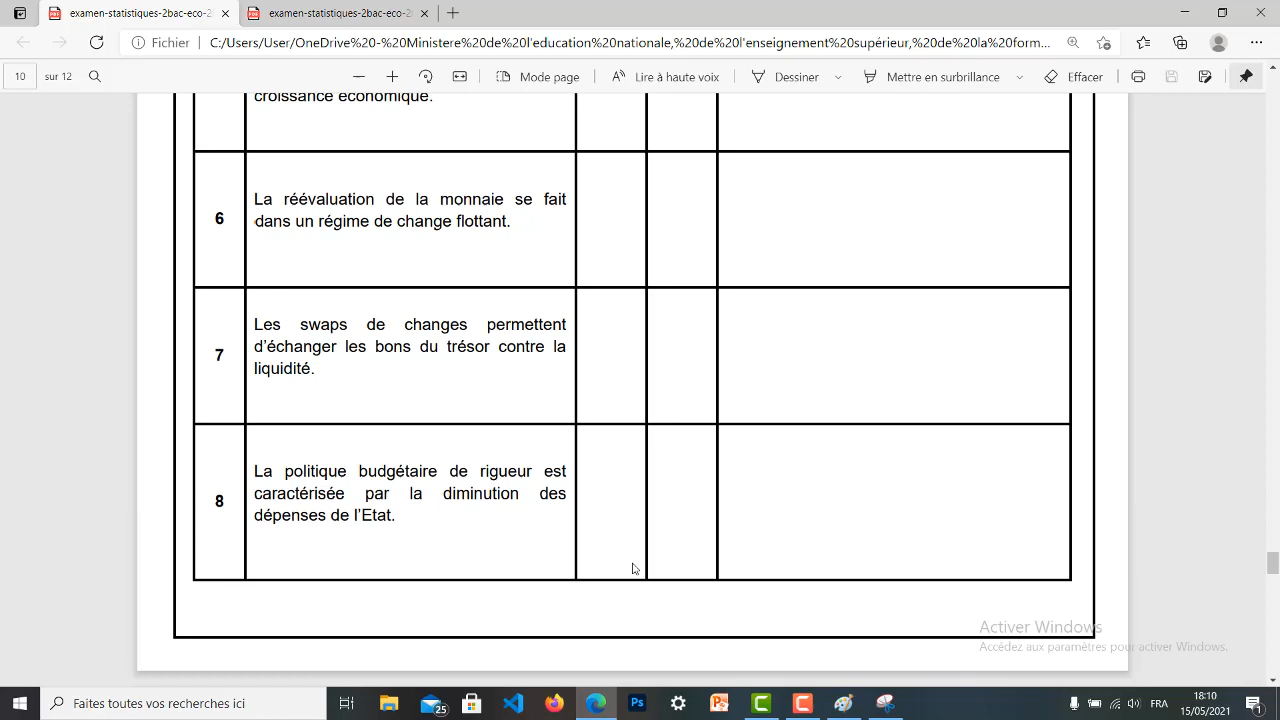 examen-statistiques-2bac-eco-2
examen-statistiques-2bac-eco-2
Fichier
C:/Users/User/OneDrive%20-%20Ministere%20de%20l'education%20nationale,%20de%20l'enseignement%20supérieur,%20de%20la%20form...
10 sur 12
Mode page
Lire à haute voix
Dessiner
Mettre en surbrillance
Effacer
croissance économique.
6
La réévaluation de la monnaie se fait
dans un régime de change flottant.
7
Les swaps de changes permettent
d’échanger les bons du trésor contre la
liquidité.
8
La politique budgétaire de rigueur est
caractérisée par la diminution des
dépenses de l’Etat.
Activer Windows
Accédez aux paramètres pour activer Windows.
Faites toutes vos recherches ici
25
Ps
FRA
18:10
15/05/2021
1